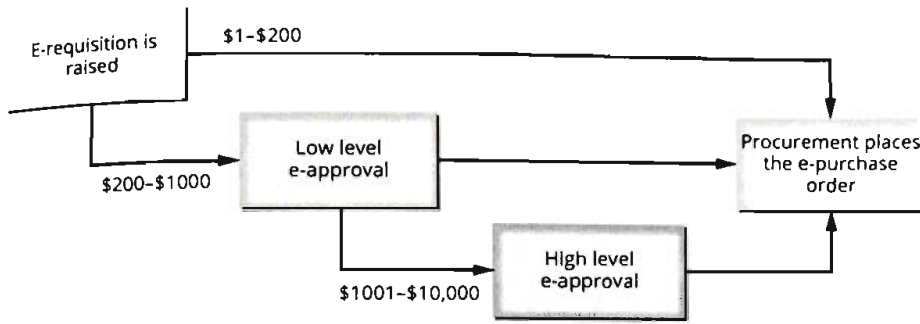 E-requisition is
raised
$1–$200
Low level
e-approval
$200–$1000
Procurement places
the e-purchase
order
High level
e-approval
$1001–$10,000